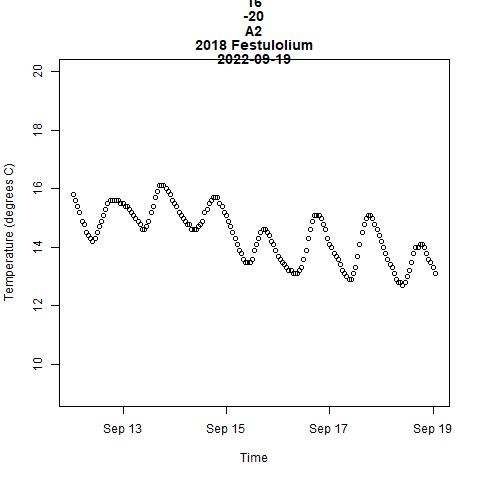 16
-20
A2
2018 Festulolium
2022-09-19
Temperature (degrees C)
20
18
16
14
12
10
Sep 13
Sep 15
Sep 17
Sep 19
Time